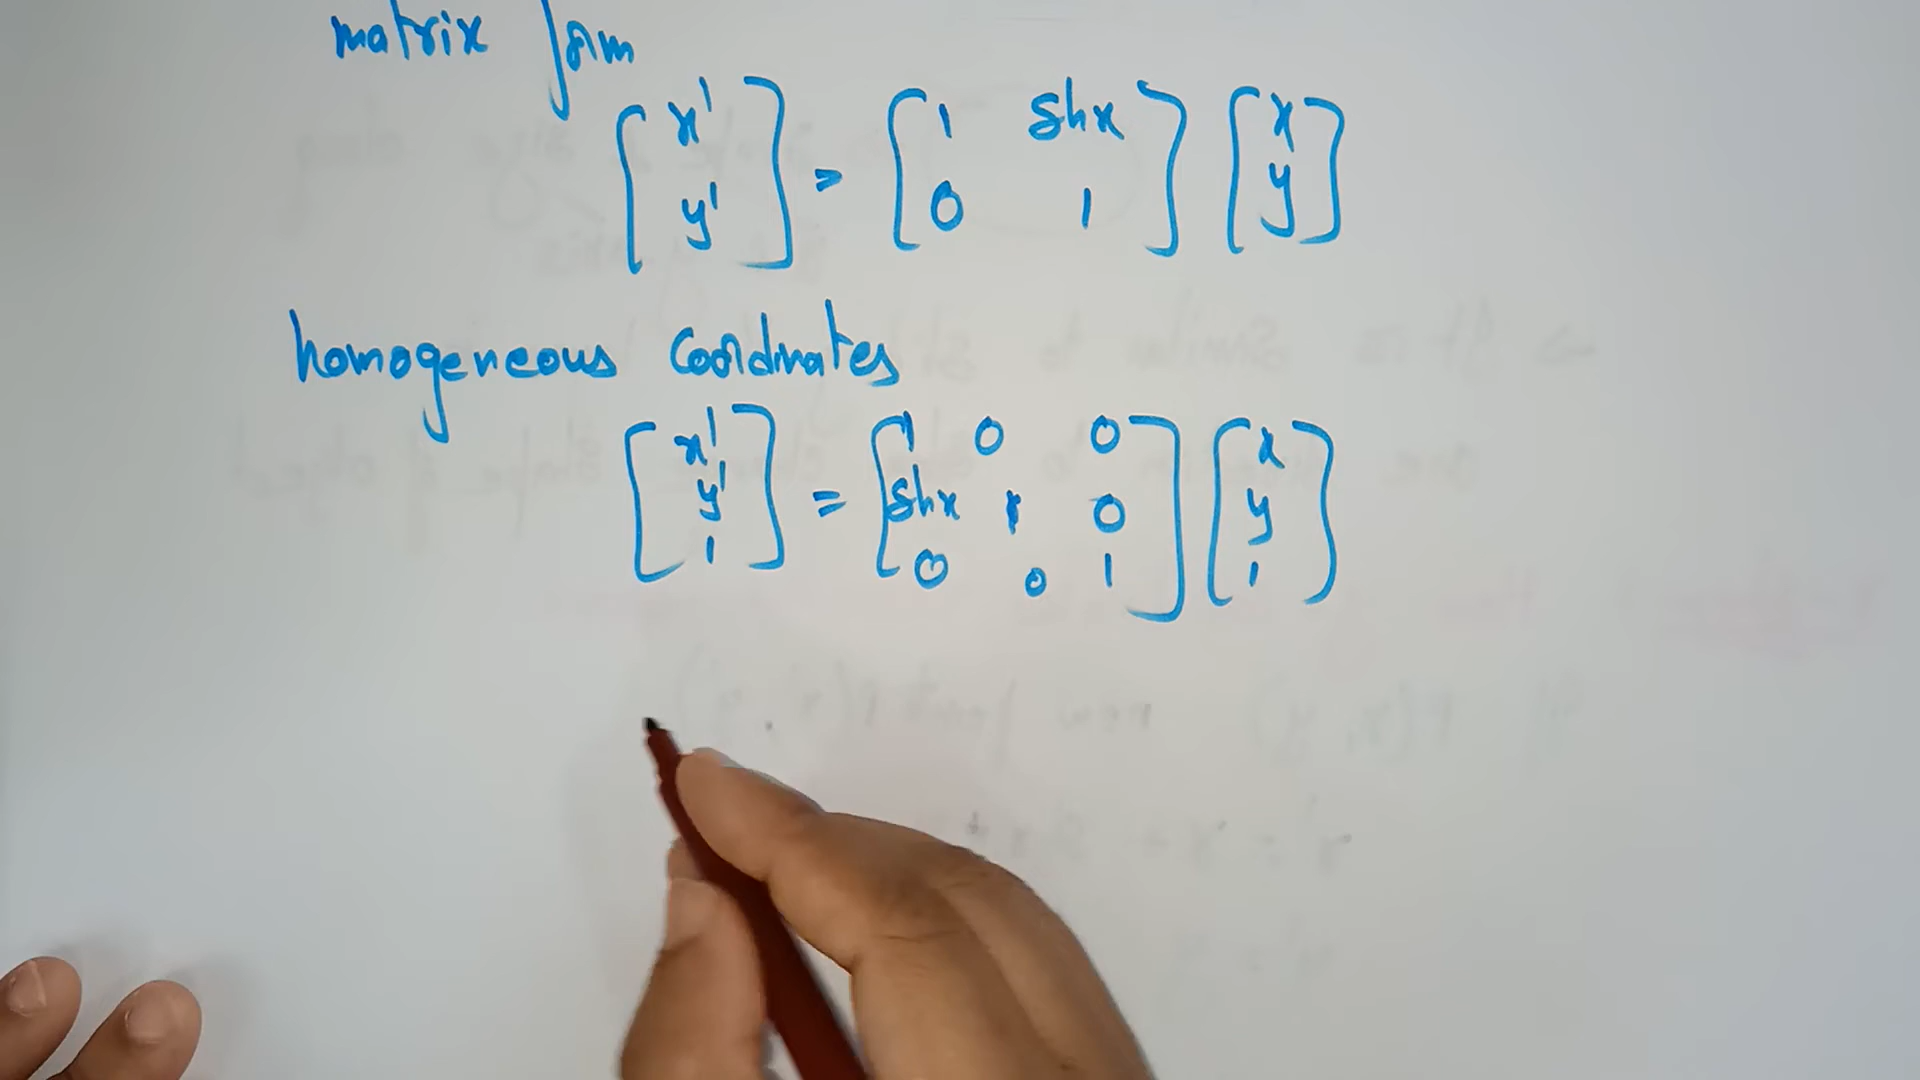 matrix form
[x' y'] = [1 shx 0 1] [x y]
homogeneous coordinates
[x' y' 1] = [1 0 0 shx 1 0 0 0 1] [x y 1]